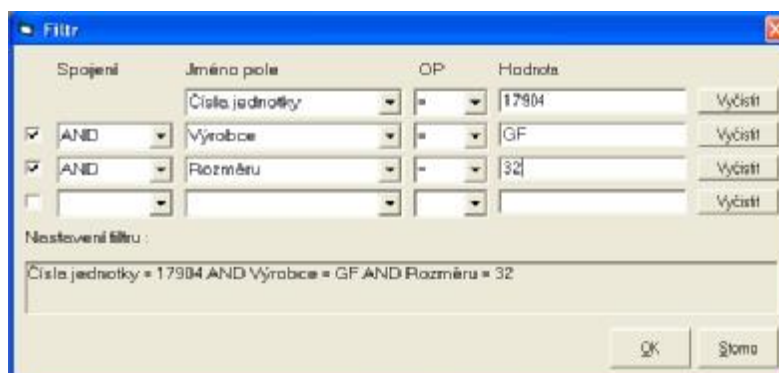 Filtr
Spojení Jméno pole OP Hodnota
Čísla jednotky = 17904 Vyčistit
AND Výrobce = GF Vyčistit
AND Rozměru = 32 Vyčistit
Vyčistit
Nastavení filtru :
Čísla jednotky = 17904 AND Výrobce = GF AND Rozměru = 32
OK Storno